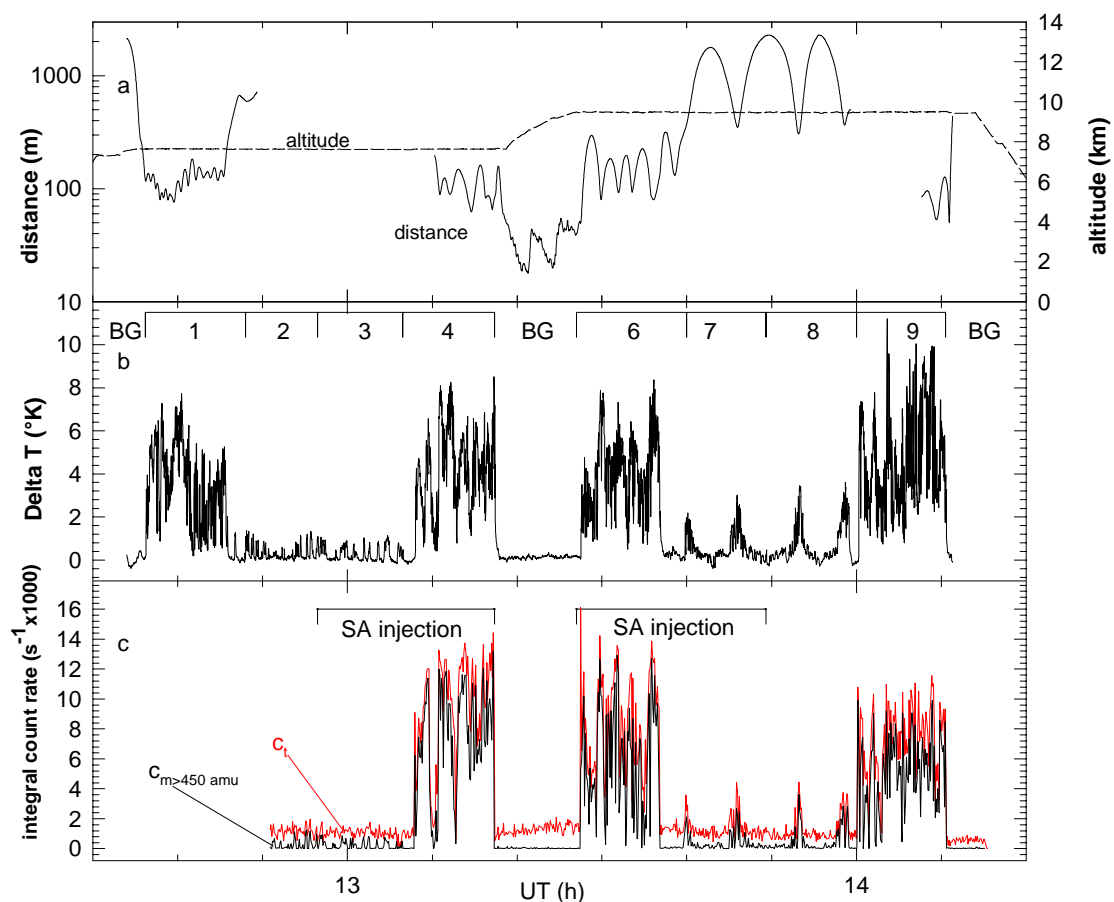 14
1000
12
a
10
distance (m)
altitude
8
altitude (km)
100
6
distance
4
2
10
0
BG 1 2 3 4 BG 6 7 8 9 BG
10
b
8
Delta T (°K)
6
4
2
0
16
SA injection SA injection
14
c
12
integral count rate (s⁻¹x1000)
10
8
cₜ
6
c_m>450 amu
4
2
0
13 14
UT (h)